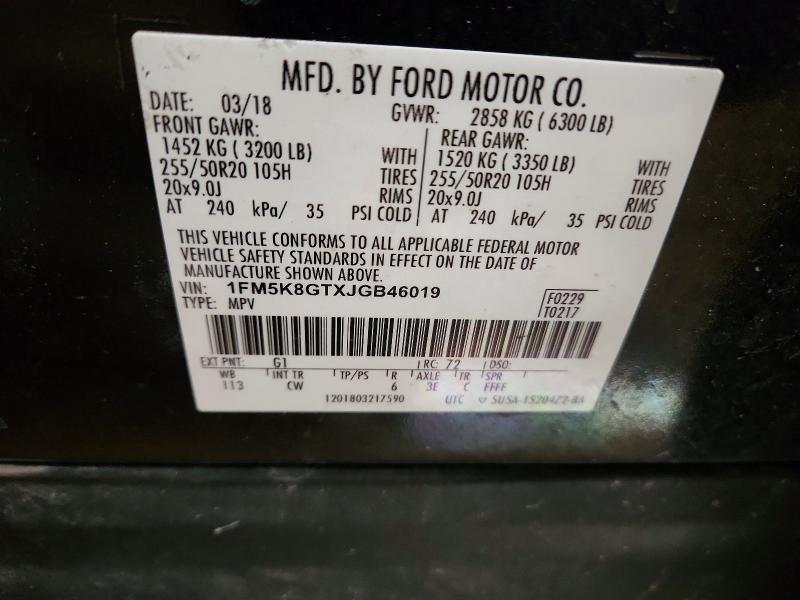 MFD. BY FORD MOTOR CO.
DATE: 03/18 GVWR: 2858 KG ( 6300 LB)
FRONT GAWR: REAR GAWR:
1452 KG ( 3200 LB) WITH 1520 KG ( 3350 LB) WITH
255/50R20 105H TIRES 255/50R20 105H TIRES
20x9.0J RIMS 20x9.0J RIMS
AT 240 kPa/ 35 PSI COLD AT 240 kPa/ 35 PSI COLD
THIS VEHICLE CONFORMS TO ALL APPLICABLE FEDERAL MOTOR
VEHICLE SAFETY STANDARDS IN EFFECT ON THE DATE OF
MANUFACTURE SHOWN ABOVE.
VIN: 1FM5K8GTXJGB46019 F0229
TYPE: MPV T0217
EXT PNT: G1 RC: 72 DSO:
WB INT TR TP/PS R AXLE TR SPR
113 CW 6 3E C FFFF
1201803217590 UTC